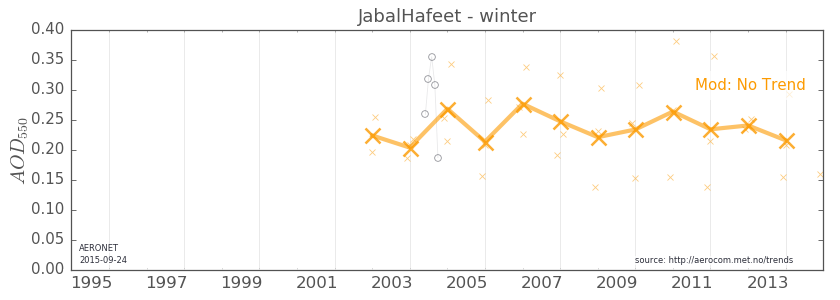 JabalHafeet - winter
0.40
0.35
0.30
0.25
0.20
0.15
0.10
0.05
0.00
AOD550
Mod: No Trend
AERONET
2015-09-24
source: http://aerocom.met.no/trends
1995 1997 1999 2001 2003 2005 2007 2009 2011 2013